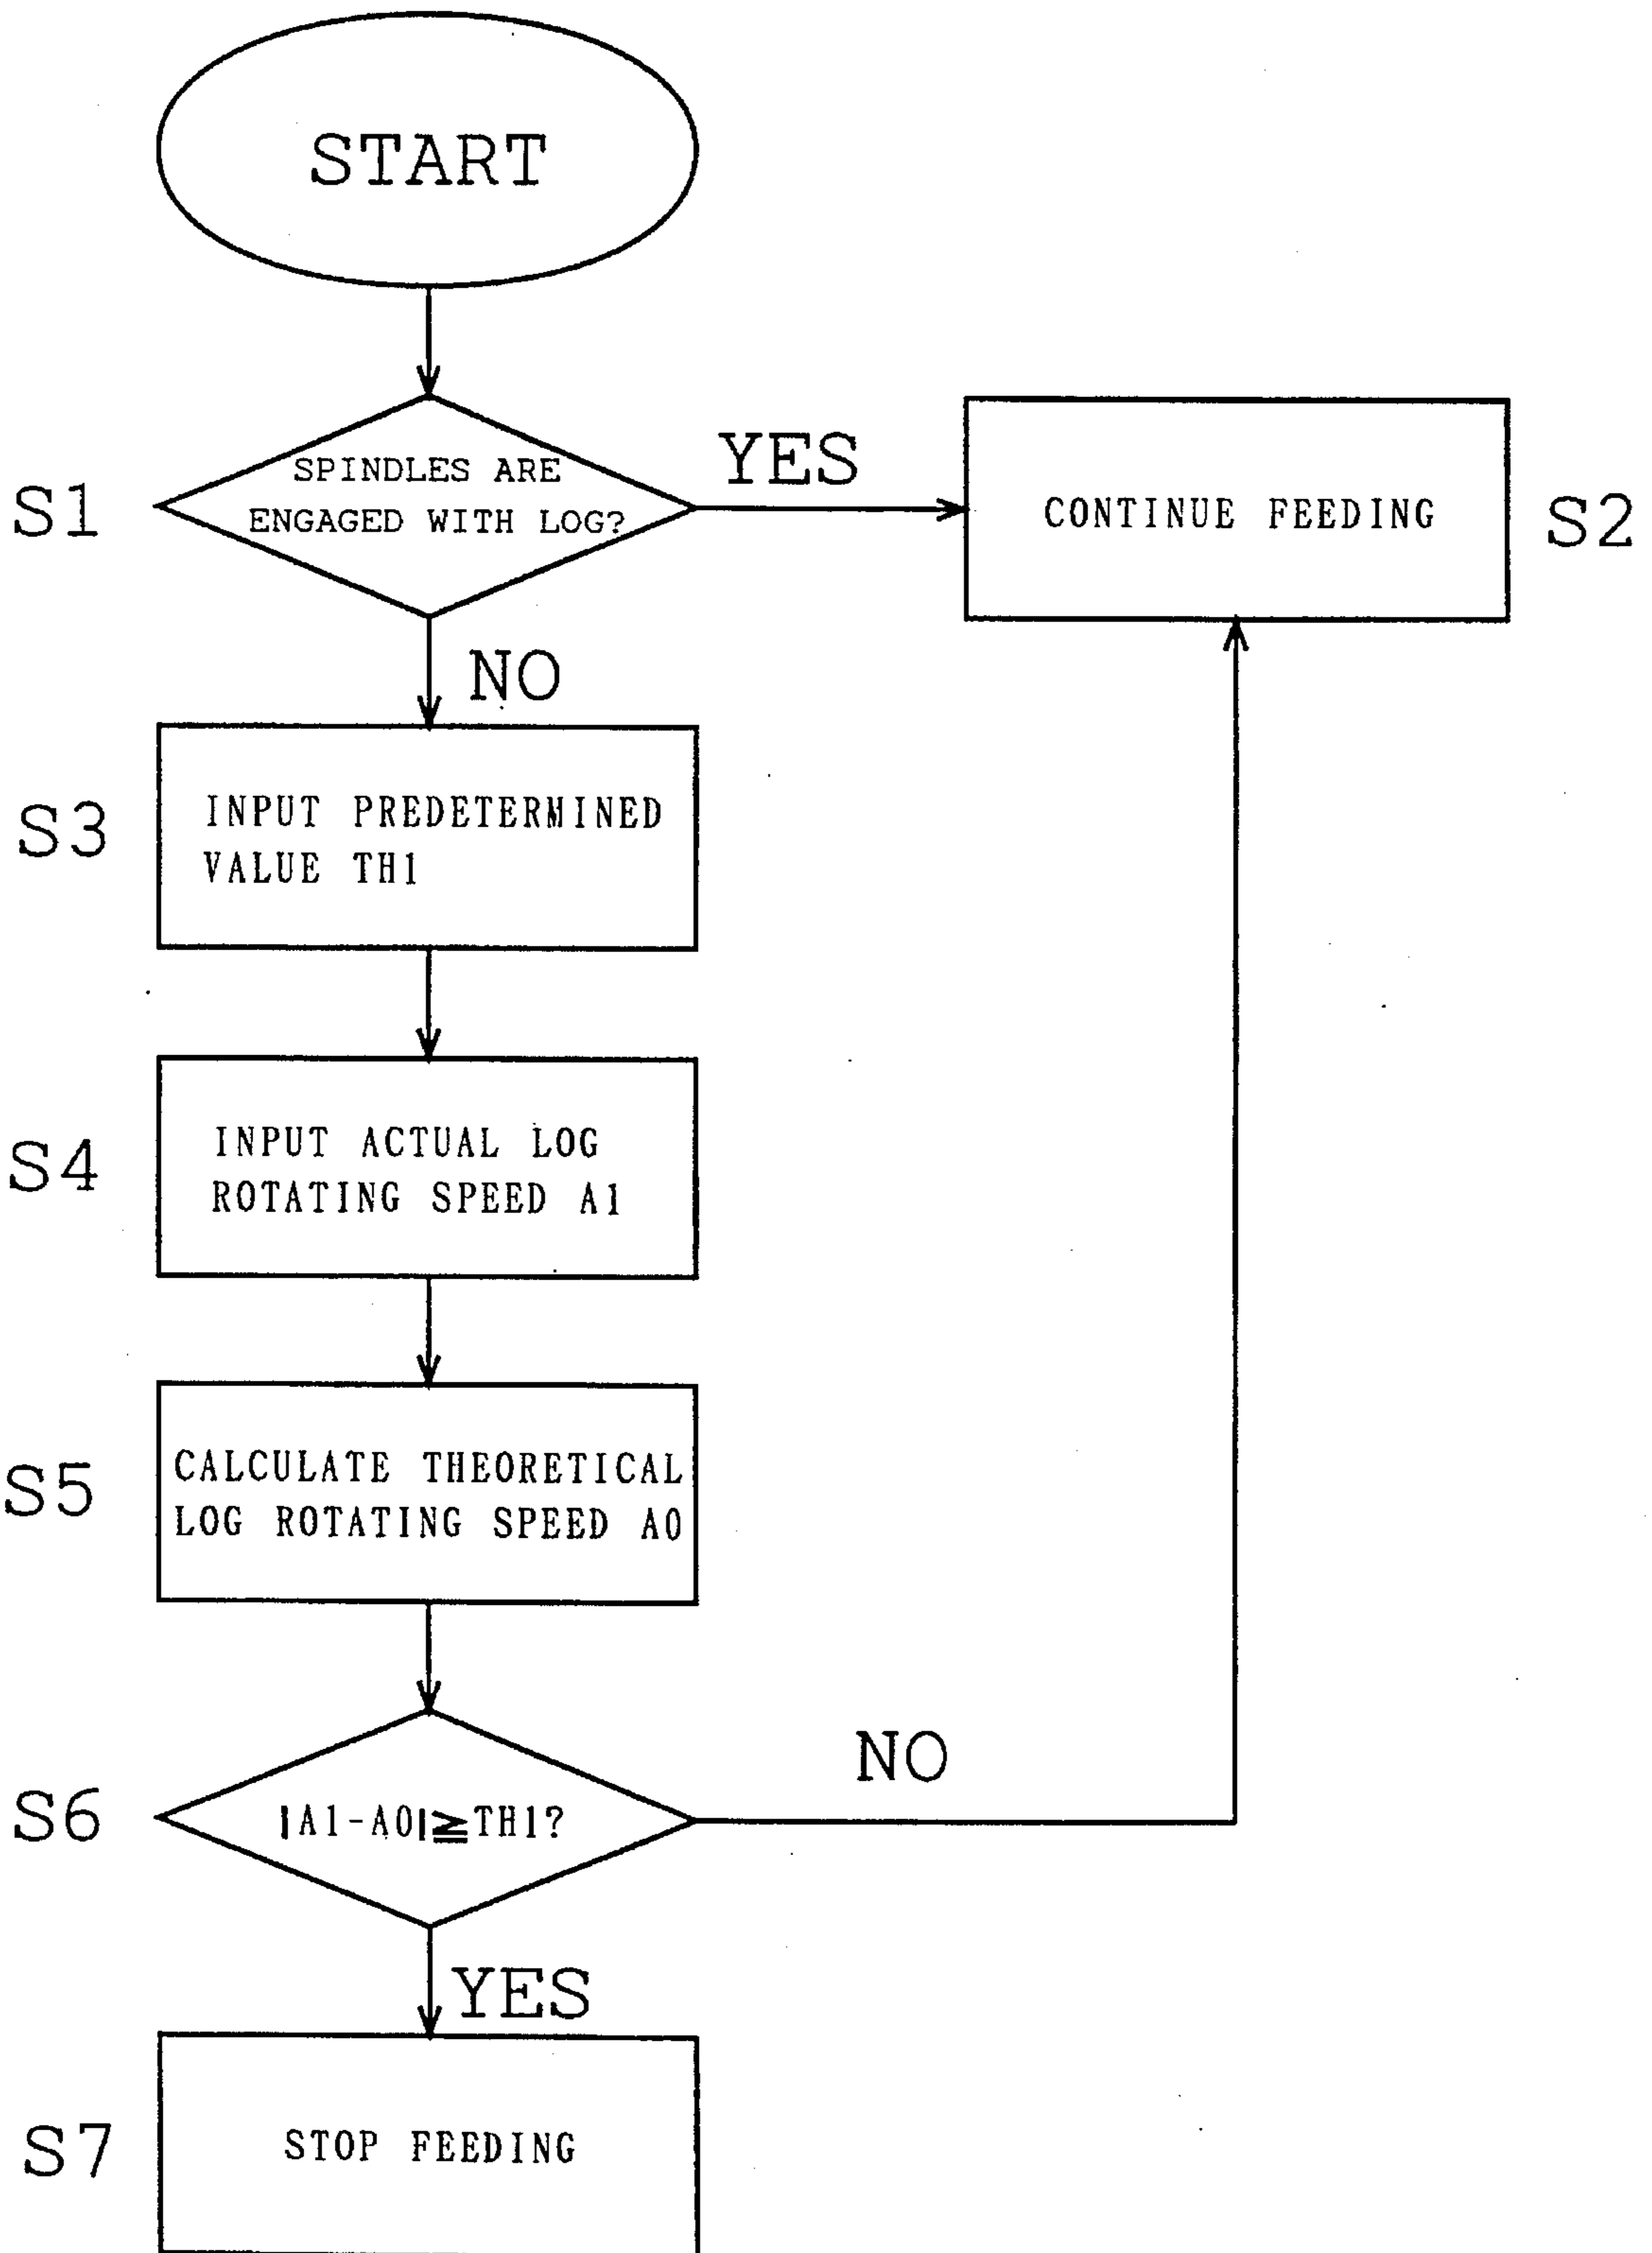 START
S1
SPINDLES ARE
ENGAGED WITH LOG?
YES
CONTINUE FEEDING
S2
NO
S3
INPUT PREDETERMINED
VALUE TH1
S4
INPUT ACTUAL LOG
ROTATING SPEED A1
S5
CALCULATE THEORETICAL
LOG ROTATING SPEED A0
S6
|A1-A0|≧TH1?
NO
YES
S7
STOP FEEDING